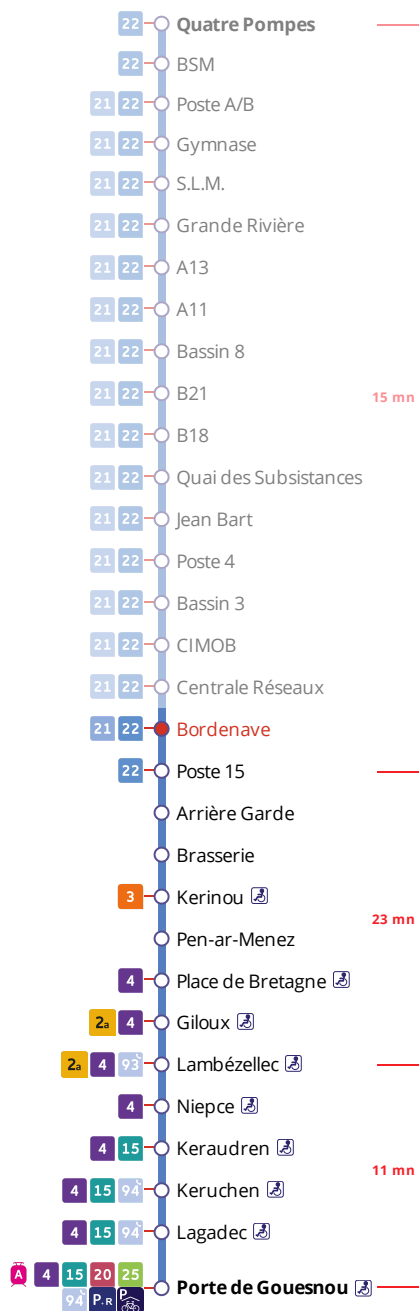 22 Quatre Pompes
22 BSM
21 22 Poste A/B
21 22 Gymnase
21 22 S.L.M.
21 22 Grande Rivière
21 22 A13
21 22 A11
21 22 Bassin 8
21 22 B21
15 mn
21 22 B18
21 22 Quai des Subsistances
21 22 Jean Bart
21 22 Poste 4
21 22 Bassin 3
21 22 CIMOB
21 22 Centrale Réseaux
21 22 Bordenave
22 Poste 15
Arrière Garde
Brasserie
3 Kerinou
23 mn
Pen-ar-Menez
4 Place de Bretagne
2a 4 Giloux
2a 4 93 Lambézellec
4 Niepce
4 15 Keraudren
11 mn
4 15 94 Keruchen
4 15 94 Lagadec
A 4 15 20 25
Porte de Gouesnou
94 P+R P